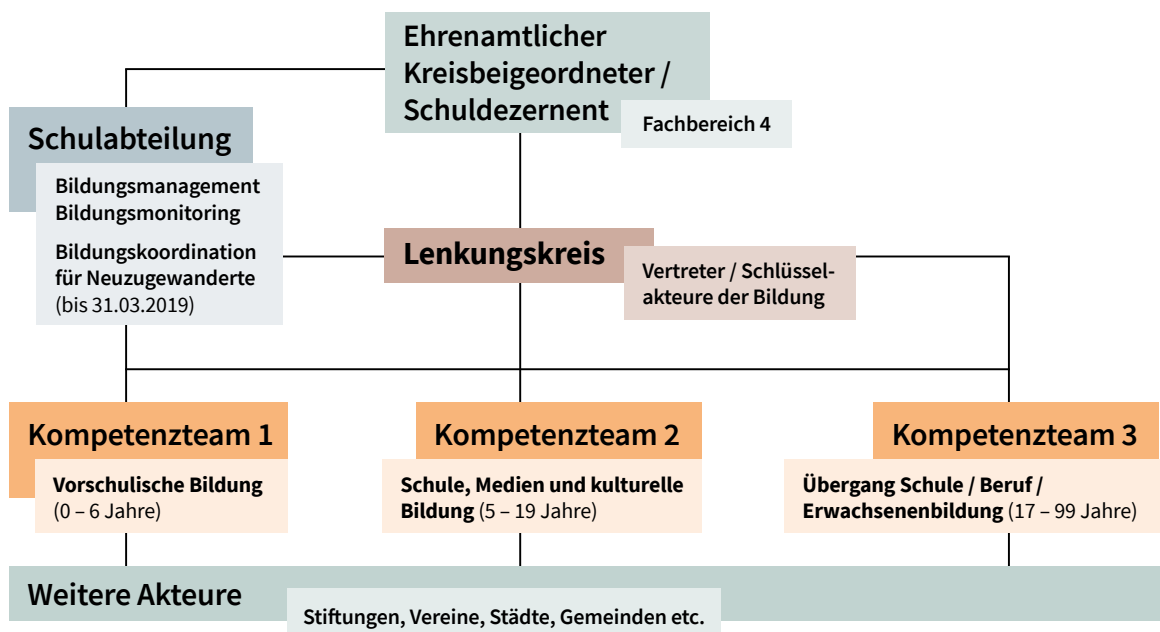 Ehrenamtlicher
Kreisbeigeordneter /
Schuldezernent
Fachbereich 4
Schulabteilung
Bildungsmanagement
Bildungsmonitoring
Bildungskoordination
für Neuzugewanderte
(bis 31.03.2019)
Lenkungskreis
Vertreter / Schlüssel-
akteure der Bildung
Kompetenzteam 1
Vorschulische Bildung
(0 – 6 Jahre)
Kompetenzteam 2
Schule, Medien und kulturelle
Bildung (5 – 19 Jahre)
Kompetenzteam 3
Übergang Schule / Beruf /
Erwachsenenbildung (17 – 99 Jahre)
Weitere Akteure
Stiftungen, Vereine, Städte, Gemeinden etc.